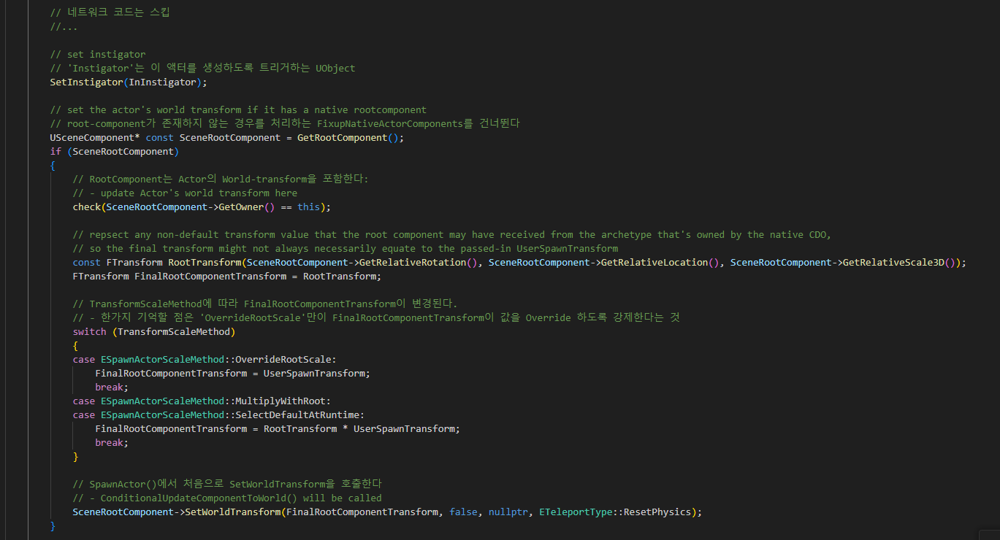 // 네트워크 코드는 스킵
//...
// set instigator
// 'Instigator'는 이 액터를 생성하도록 트리거하는 UObject
SetInstigator(InInstigator);
// set the actor's world transform if it has a native rootcomponent
// root-component가 존재하지 않는 경우를 처리하는 FixupNativeActorComponents를 건너뛴다
USceneComponent* const SceneRootComponent = GetRootComponent();
if (SceneRootComponent)
{
// RootComponent는 Actor의 World-transform을 포함한다:
// - update Actor's world transform here
check(SceneRootComponent->GetOwner() == this);
// repsect any non-default transform value that the root component may have received from the archetype that's owned by the native CDO,
// so the final transform might not always necessarily equate to the passed-in UserSpawnTransform
const FTransform RootTransform(SceneRootComponent->GetRelativeRotation(), SceneRootComponent->GetRelativeLocation(), SceneRootComponent->GetRelativeScale3D());
FTransform FinalRootComponentTransform = RootTransform;
// TransformScaleMethod에 따라 FinalRootComponentTransform이 변경된다.
// - 한가지 기억할 점은 'OverrideRootScale'만이 FinalRootComponentTransform이 값을 Override 하도록 강제한다는 것
switch (TransformScaleMethod)
{
case ESpawnActorScaleMethod::OverrideRootScale:
FinalRootComponentTransform = UserSpawnTransform;
break;
case ESpawnActorScaleMethod::MultiplyWithRoot:
case ESpawnActorScaleMethod::SelectDefaultAtRuntime:
FinalRootComponentTransform = RootTransform * UserSpawnTransform;
break;
}
// SpawnActor()에서 처음으로 SetWorldTransform을 호출한다
// - ConditionalUpdateComponentToWorld() will be called
SceneRootComponent->SetWorldTransform(FinalRootComponentTransform, false, nullptr, ETeleportType::ResetPhysics);
}